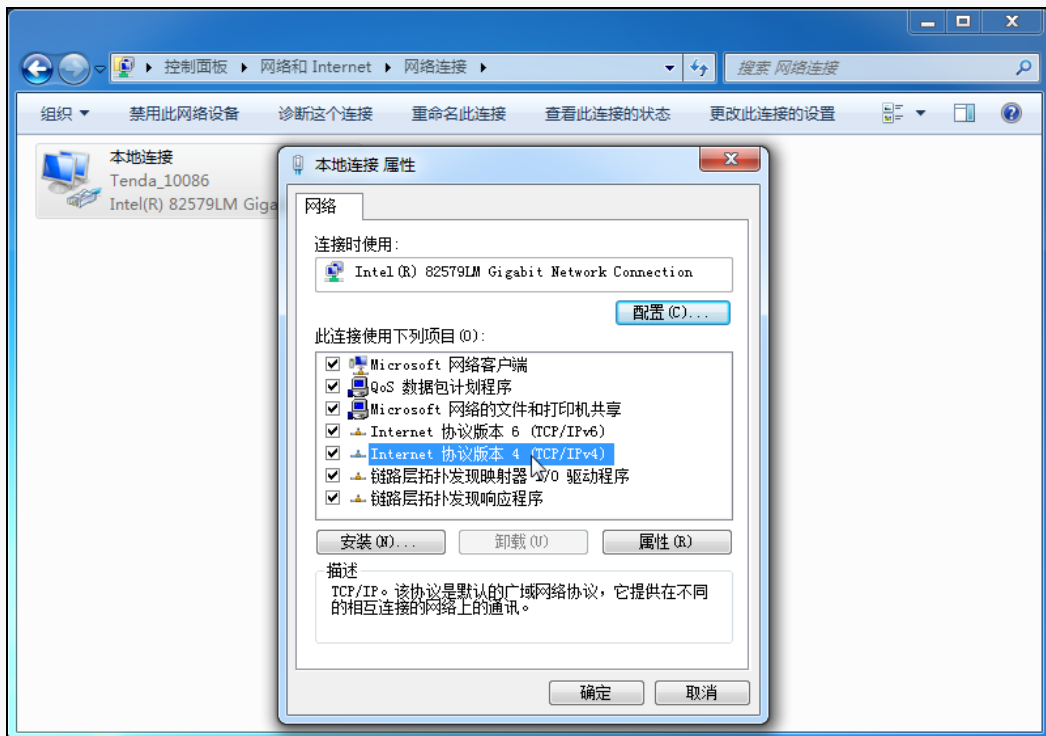 控制面板 网络和 Internet 网络连接
搜索 网络连接
组织 禁用此网络设备 诊断这个连接 重命名此连接 查看此连接的状态 更改此连接的设置
本地连接
Tenda_10086
Intel(R) 82579LM Giga
本地连接 属性
网络
连接时使用:
Intel(R) 82579LM Gigabit Network Connection
配置(C)...
此连接使用下列项目(O):
Microsoft 网络客户端
QoS 数据包计划程序
Microsoft 网络的文件和打印机共享
Internet 协议版本 6 (TCP/IPv6)
Internet 协议版本 4 (TCP/IPv4)
链路层拓扑发现映射器 I/O 驱动程序
链路层拓扑发现响应程序
安装(N)... 卸载(U) 属性(R)
描述
TCP/IP。该协议是默认的广域网络协议，它提供在不同
的相互连接的网络上的通讯。
确定 取消